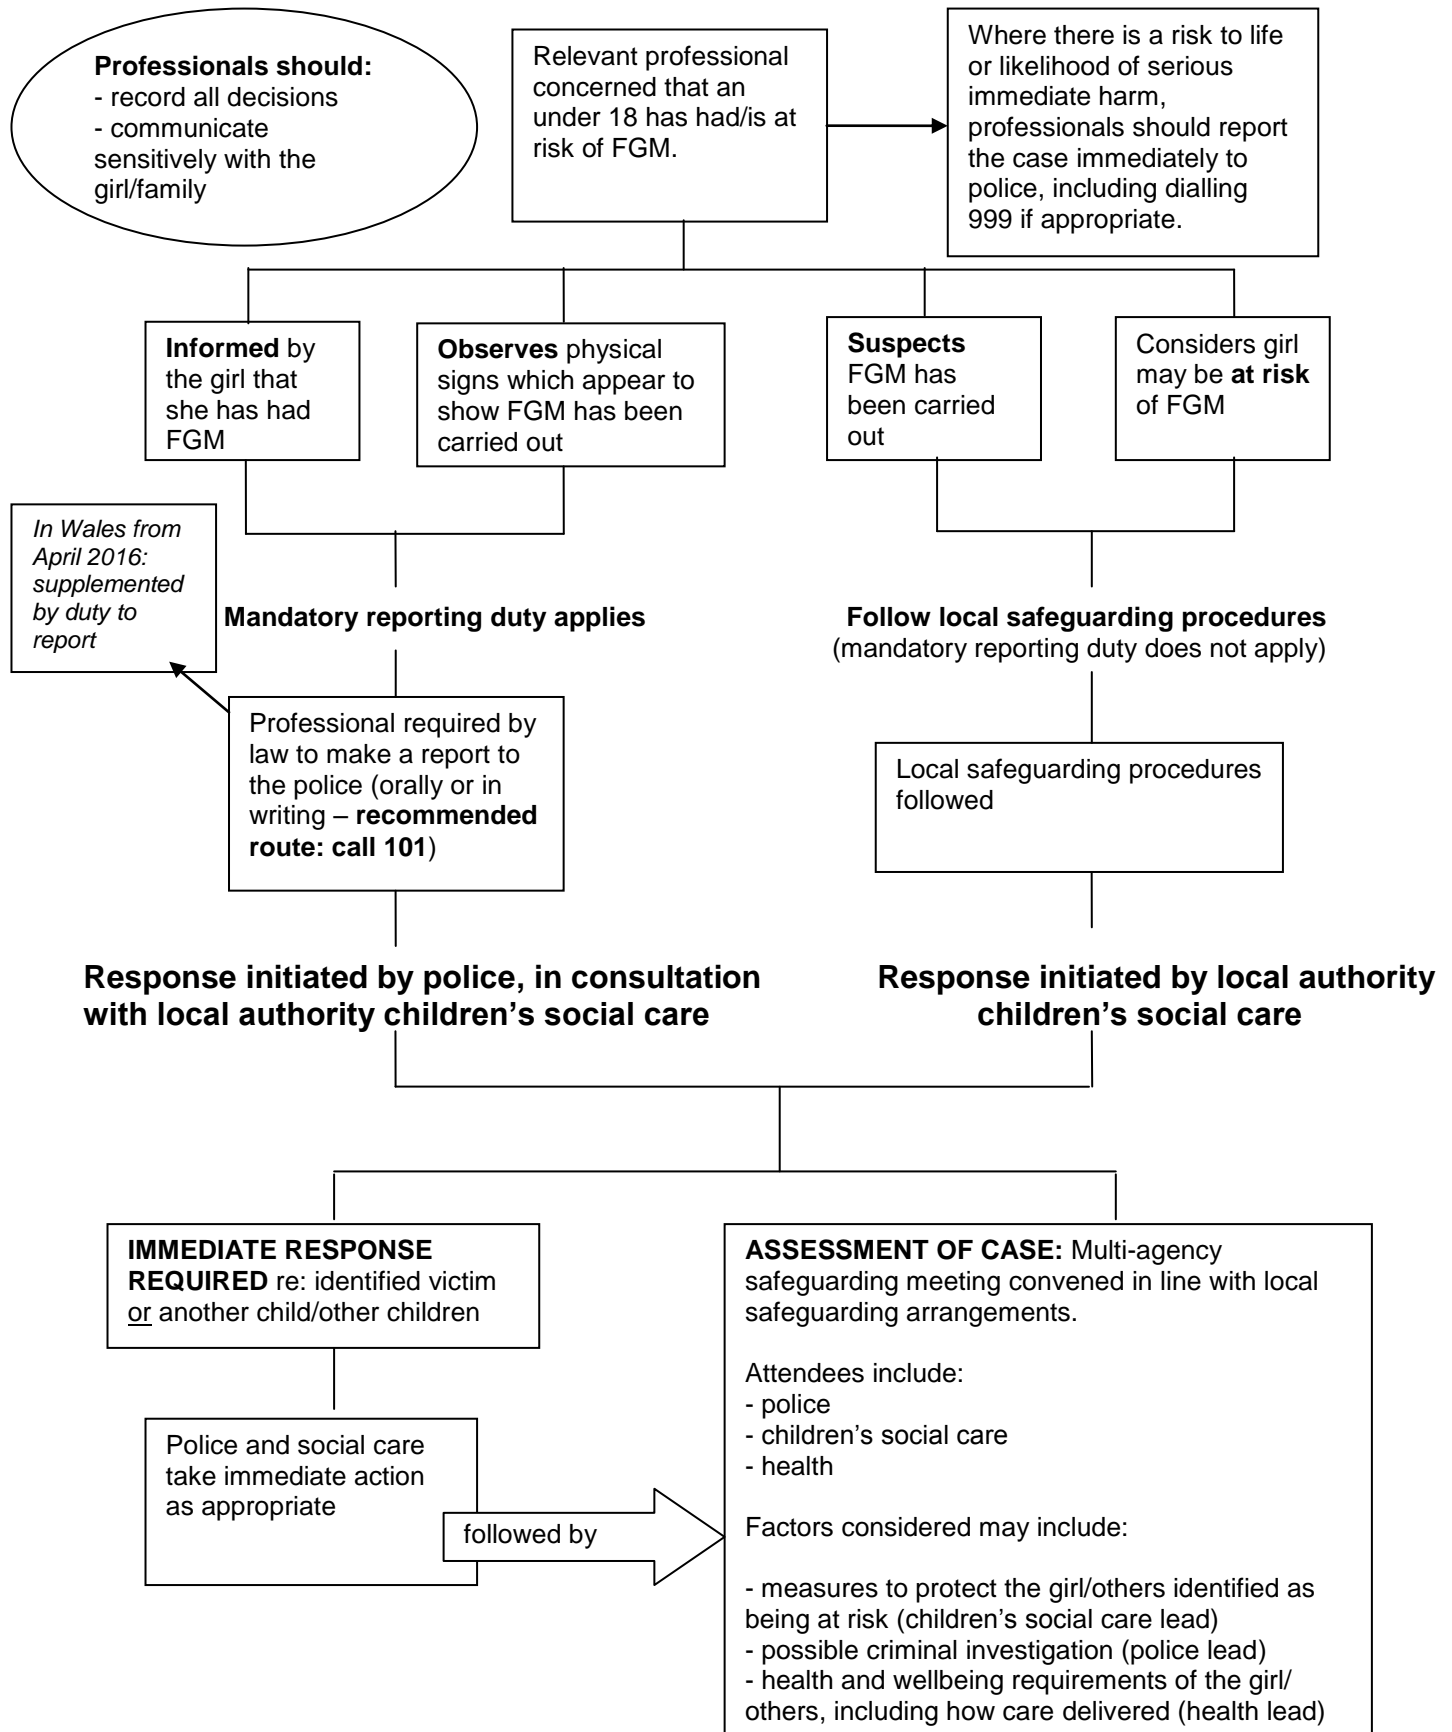 Professionals should:
- record all decisions
- communicate
sensitively with the
girl/family
Relevant professional
concerned that an
under 18 has had/is at
risk of FGM.
Where there is a risk to life
or likelihood of serious
immediate harm,
professionals should report
the case immediately to
police, including dialling
999 if appropriate.
Informed by
the girl that
she has had
FGM
Observes physical
signs which appear to
show FGM has been
carried out
Suspects
FGM has
been carried
out
Considers girl
may be at risk
of FGM
In Wales from
April 2016:
supplemented
by duty to
report
Mandatory reporting duty applies
Follow local safeguarding procedures
(mandatory reporting duty does not apply)
Professional required by
law to make a report to
the police (orally or in
writing – recommended
route: call 101)
Local safeguarding procedures
followed
Response initiated by police, in consultation
with local authority children’s social care
Response initiated by local authority
children’s social care
IMMEDIATE RESPONSE
REQUIRED re: identified victim
or another child/other children
Police and social care
take immediate action
as appropriate
followed by
ASSESSMENT OF CASE: Multi-agency
safeguarding meeting convened in line with local
safeguarding arrangements.
Attendees include:
- police
- children’s social care
- health
Factors considered may include:
- measures to protect the girl/others identified as
being at risk (children’s social care lead)
- possible criminal investigation (police lead)
- health and wellbeing requirements of the girl/
others, including how care delivered (health lead)